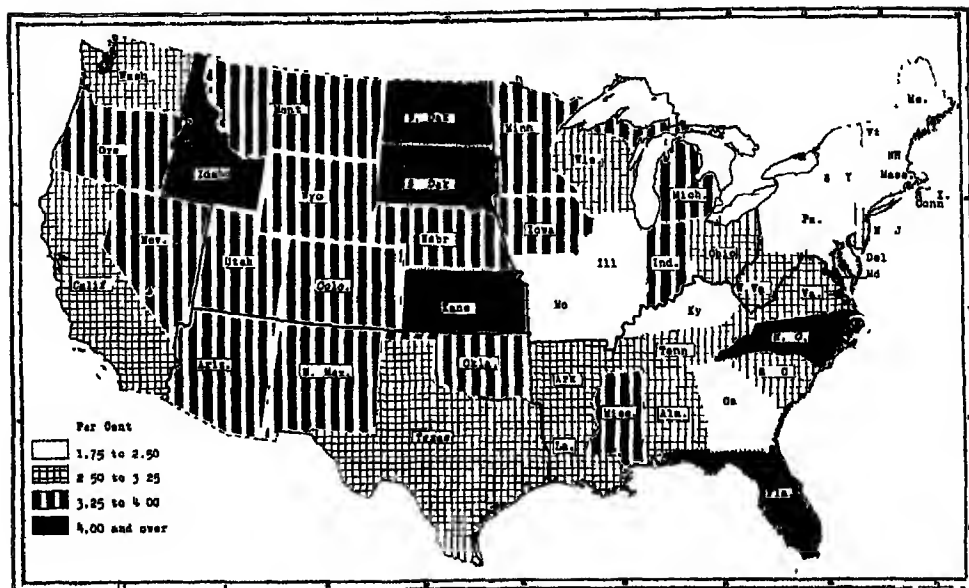 Wash.
Mont
N. Dak
Minn
Me.
Ore
Idaho
S. Dak
Wis.
Vt
NH
Mass.
Wyo
Mich.
N Y
Conn
Nev.
Utah
Nebr
Iowa
Pa.
N J
Calif.
Colo.
Ill
Ind.
Ohio
Del
Md
Kans
Mo
Ky
W. Va
Va.
Ariz.
N. Mex.
Okla.
Ark
Tenn
N. C.
S C
Texas
La.
Miss.
Ala.
Ga
Fla.
Per Cent
1.75 to 2.50
2 50 to 3 25
3.25 to 4 00
4.00 and over